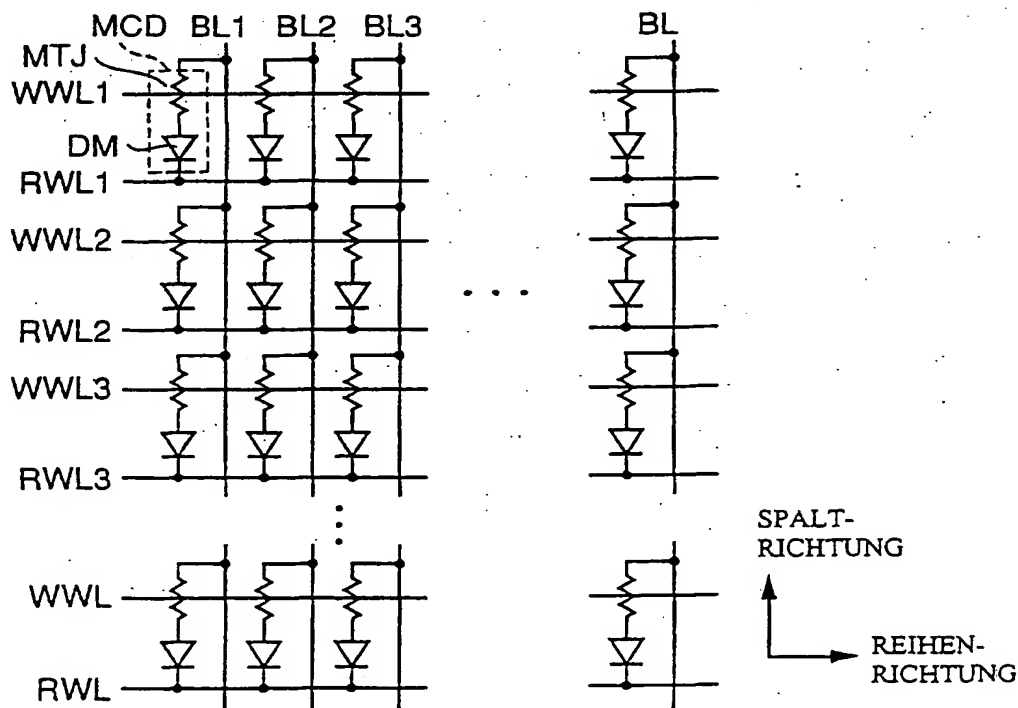 MCD BL1 BL2 BL3 BL
MTJ
WWL1
DM
RWL1
WWL2
RWL2
WWL3
RWL3
SPALT-
RICHTUNG
WWL
REIHEN-
RICHTUNG
RWL